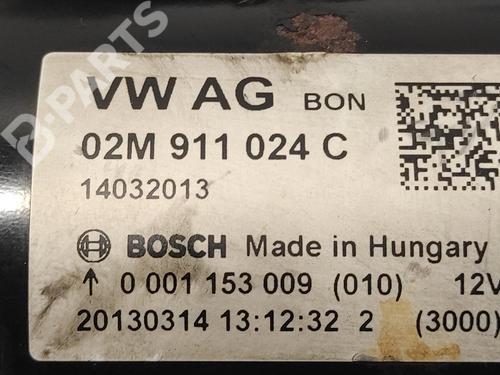 B-PARTS
VW AG BON
02M 911 024 C
14032013
BOSCH Made in Hungary
↑ 0 001 153 009 (010) 12V
20130314 13:12:32 2 (3000)